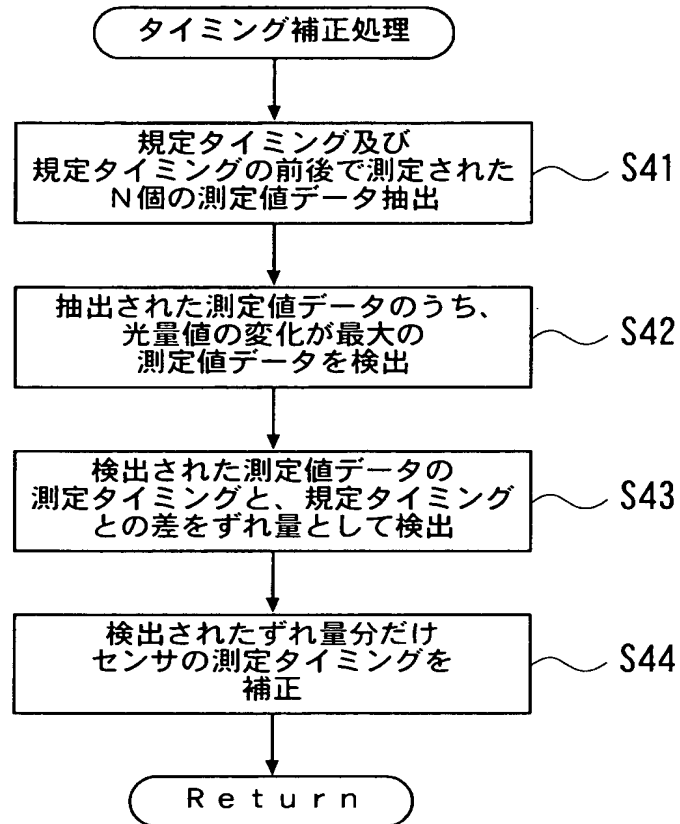 タイミング補正処理
規定タイミング及び
規定タイミングの前後で測定された
N個の測定値データ抽出
S41
抽出された測定値データのうち、
光量値の変化が最大の
測定値データを検出
S42
検出された測定値データの
測定タイミングと、規定タイミング
との差をずれ量として検出
S43
検出されたずれ量分だけ
センサの測定タイミングを
補正
S44
Return